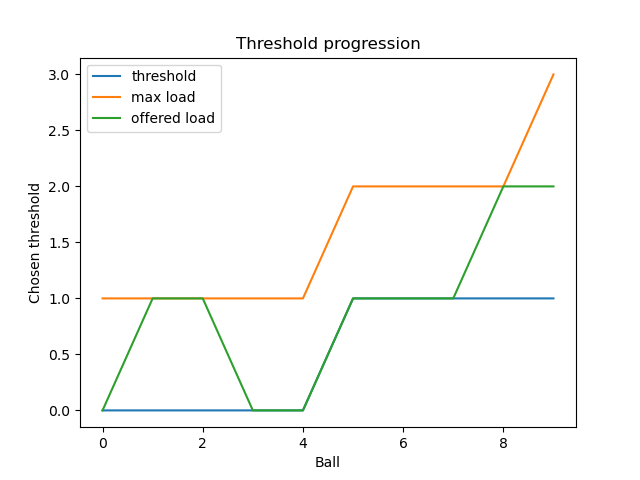 Threshold progression
threshold
max load
offered load
3.0
2.5
2.0
1.5
1.0
0.5
0.0
Chosen threshold
0 2 4 6 8
Ball